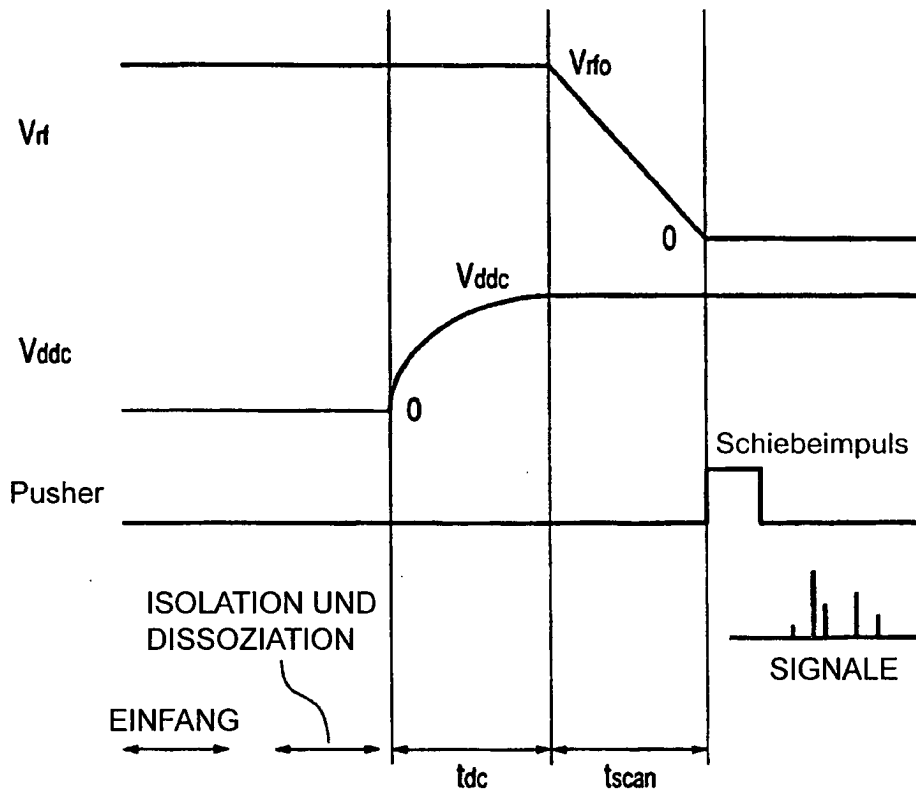 Vrfo
Vrf
0
Vddc
Vddc
0
Schiebeimpuls
Pusher
ISOLATION UND
DISSOZIATION
SIGNALE
EINFANG
tdc
tscan